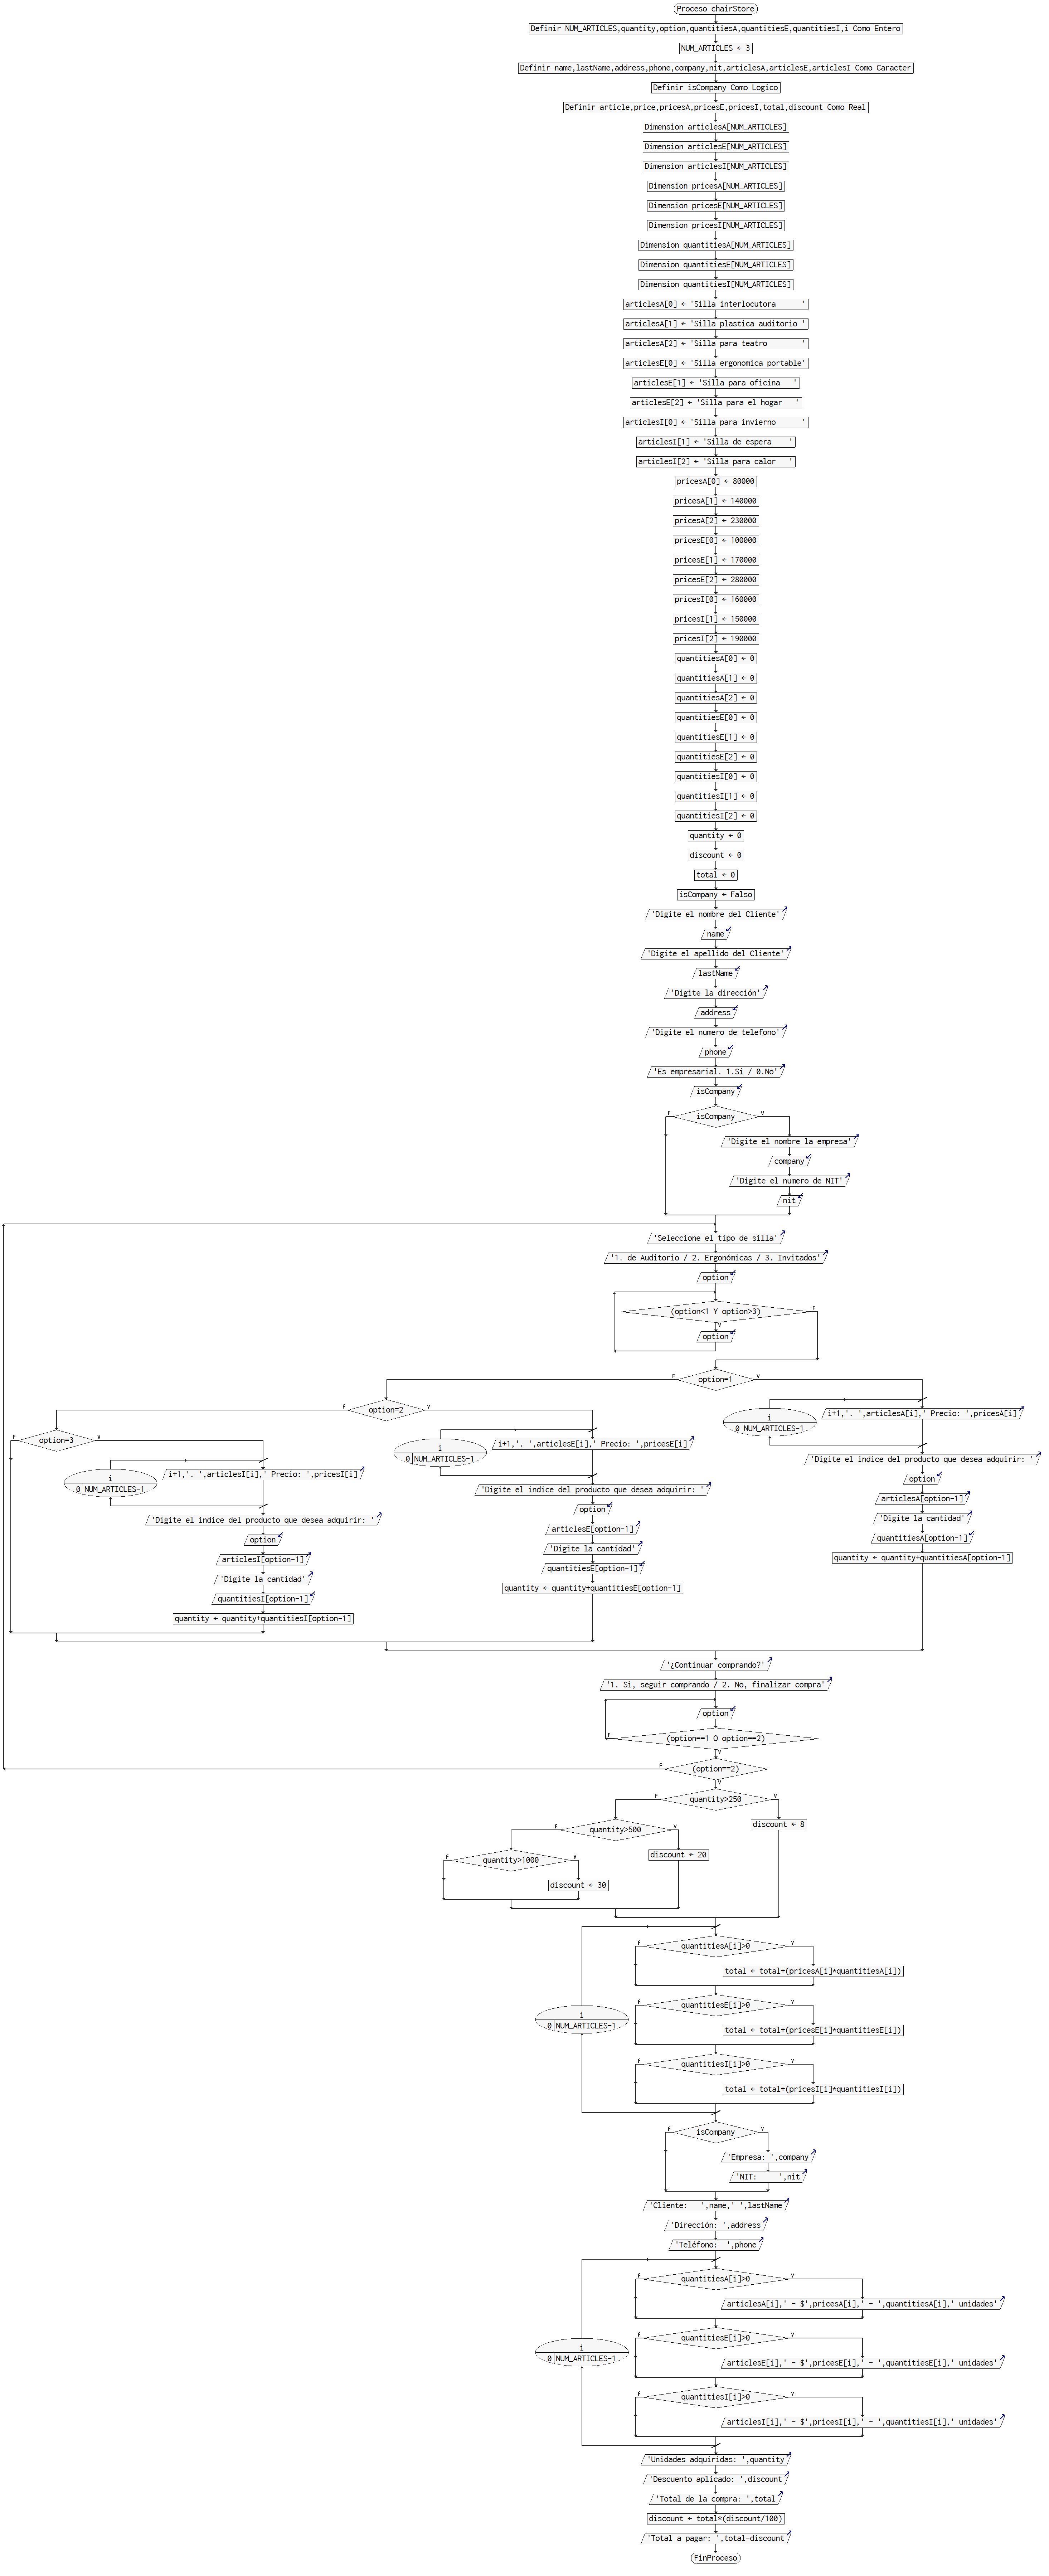 Proceso chairStore
Definir NUM_ARTICLES,quantity,option,quantitiesA,quantitiesE,quantitiesI,i Como Entero
NUM_ARTICLES ← 3
Definir name,lastName,address,phone,company,nit,articlesA,articlesE,articlesI Como Caracter
Definir isCompany Como Logico
Definir article,price,pricesA,pricesE,pricesI,total,discount Como Real
Dimension articlesA[NUM_ARTICLES]
Dimension articlesE[NUM_ARTICLES]
Dimension articlesI[NUM_ARTICLES]
Dimension pricesA[NUM_ARTICLES]
Dimension pricesE[NUM_ARTICLES]
Dimension pricesI[NUM_ARTICLES]
Dimension quantitiesA[NUM_ARTICLES]
Dimension quantitiesE[NUM_ARTICLES]
Dimension quantitiesI[NUM_ARTICLES]
articlesA[0] ← 'Silla interlocutora      '
articlesA[1] ← 'Silla plastica auditorio '
articlesA[2] ← 'Silla para teatro        '
articlesE[0] ← 'Silla ergonomica portable'
articlesE[1] ← 'Silla para oficina   '
articlesE[2] ← 'Silla para el hogar   '
articlesI[0] ← 'Silla para invierno      '
articlesI[1] ← 'Silla de espera    '
articlesI[2] ← 'Silla para calor   '
pricesA[0] ← 80000
pricesA[1] ← 140000
pricesA[2] ← 230000
pricesE[0] ← 100000
pricesE[1] ← 170000
pricesE[2] ← 280000
pricesI[0] ← 160000
pricesI[1] ← 150000
pricesI[2] ← 190000
quantitiesA[0] ← 0
quantitiesA[1] ← 0
quantitiesA[2] ← 0
quantitiesE[0] ← 0
quantitiesE[1] ← 0
quantitiesE[2] ← 0
quantitiesI[0] ← 0
quantitiesI[1] ← 0
quantitiesI[2] ← 0
quantity ← 0
discount ← 0
total ← 0
isCompany ← Falso
'Digite el nombre del Cliente'
name
'Digite el apellido del Cliente'
lastName
'Digite la dirección'
address
'Digite el numero de telefono'
phone
'Es empresarial. 1.Si / 0.No'
isCompany
isCompany
F
V
'Digite el nombre la empresa'
company
'Digite el numero de NIT'
nit
'Seleccione el tipo de silla'
'1. de Auditorio / 2. Ergonómicas / 3. Invitados'
option
(option<1 Y option>3)
F
V
option
option=1
F
V
option=2
F
V
option=3
F
V
i
0 NUM_ARTICLES-1
i+1,'. ',articlesI[i],' Precio: ',pricesI[i]
'Digite el indice del producto que desea adquirir: '
option
articlesI[option-1]
'Digite la cantidad'
quantitiesI[option-1]
quantity ← quantity+quantitiesI[option-1]
i
0 NUM_ARTICLES-1
i+1,'. ',articlesE[i],' Precio: ',pricesE[i]
'Digite el indice del producto que desea adquirir: '
option
articlesE[option-1]
'Digite la cantidad'
quantitiesE[option-1]
quantity ← quantity+quantitiesE[option-1]
i
0 NUM_ARTICLES-1
i+1,'. ',articlesA[i],' Precio: ',pricesA[i]
'Digite el indice del producto que desea adquirir: '
option
articlesA[option-1]
'Digite la cantidad'
quantitiesA[option-1]
quantity ← quantity+quantitiesA[option-1]
'¿Continuar comprando?'
'1. Si, seguir comprando / 2. No, finalizar compra'
option
(option==1 O option==2)
F
V
(option==2)
F
V
quantity>250
F
V
discount ← 8
quantity>500
F
V
discount ← 20
quantity>1000
F
V
discount ← 30
i
0 NUM_ARTICLES-1
quantitiesA[i]>0
F
V
total ← total+(pricesA[i]*quantitiesA[i])
quantitiesE[i]>0
F
V
total ← total+(pricesE[i]*quantitiesE[i])
quantitiesI[i]>0
F
V
total ← total+(pricesI[i]*quantitiesI[i])
isCompany
F
V
'Empresa: ',company
'NIT:     ',nit
'Cliente:   ',name,' ',lastName
'Dirección: ',address
'Teléfono:  ',phone
i
0 NUM_ARTICLES-1
quantitiesA[i]>0
F
V
articlesA[i],' - $',pricesA[i],' - ',quantitiesA[i],' unidades'
quantitiesE[i]>0
F
V
articlesE[i],' - $',pricesE[i],' - ',quantitiesE[i],' unidades'
quantitiesI[i]>0
F
V
articlesI[i],' - $',pricesI[i],' - ',quantitiesI[i],' unidades'
'Unidades adquiridas: ',quantity
'Descuento aplicado: ',discount
'Total de la compra: ',total
discount ← total*(discount/100)
'Total a pagar: ',total-discount
FinProceso